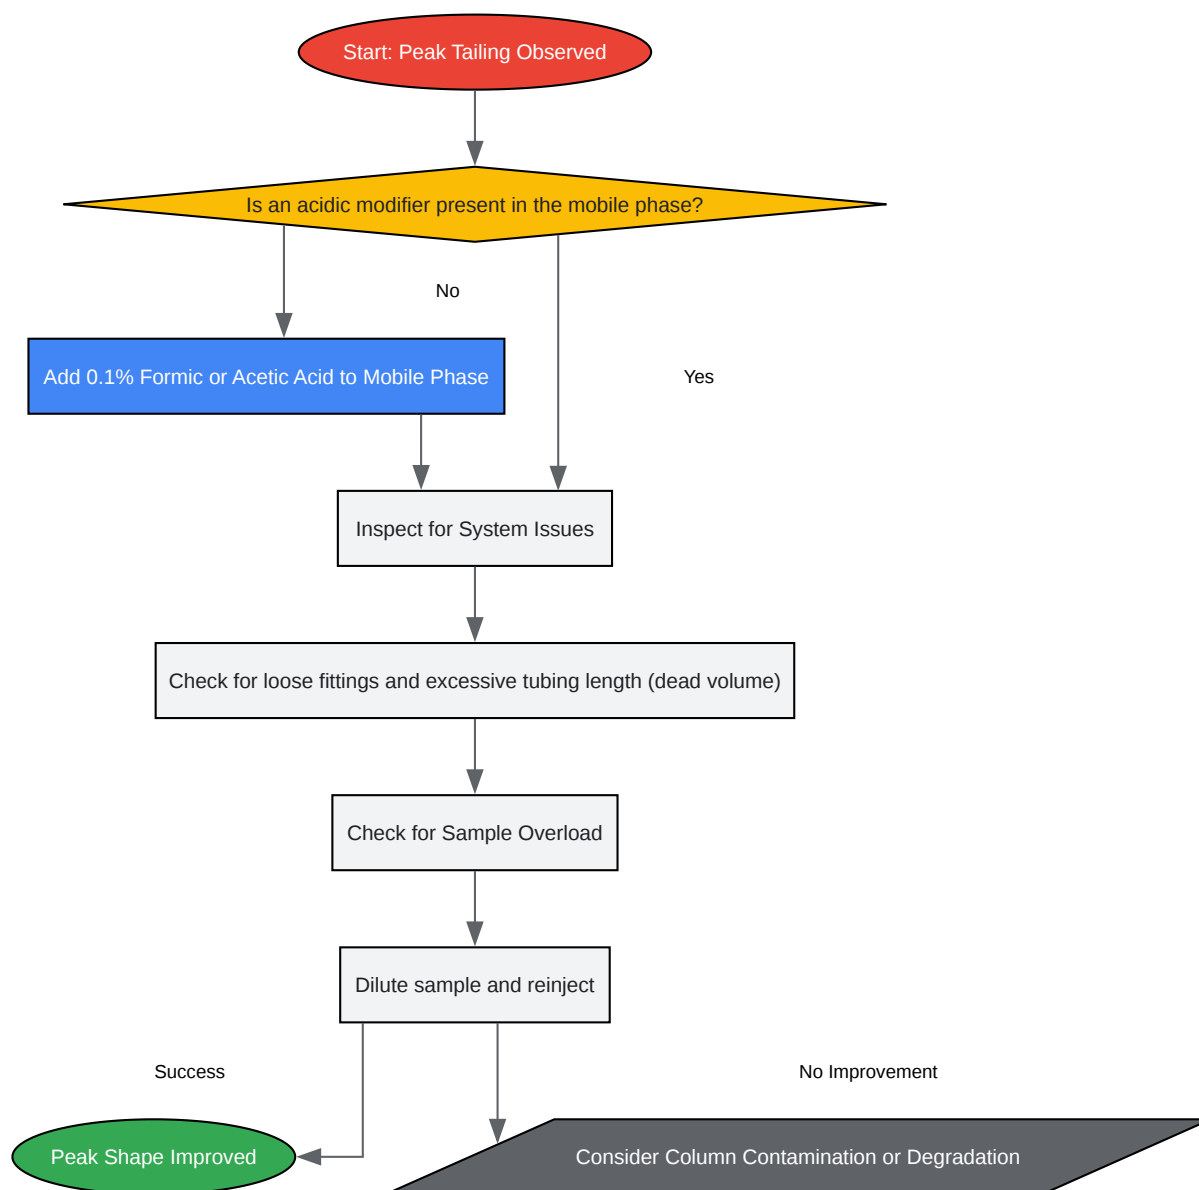 Start: Peak Tailing Observed
Is an acidic modifier present in the mobile phase?
No
Add 0.1% Formic or Acetic Acid to Mobile Phase
Yes
Inspect for System Issues
Check for loose fittings and excessive tubing length (dead volume)
Check for Sample Overload
Dilute sample and reinject
Success
No Improvement
Peak Shape Improved
Consider Column Contamination or Degradation